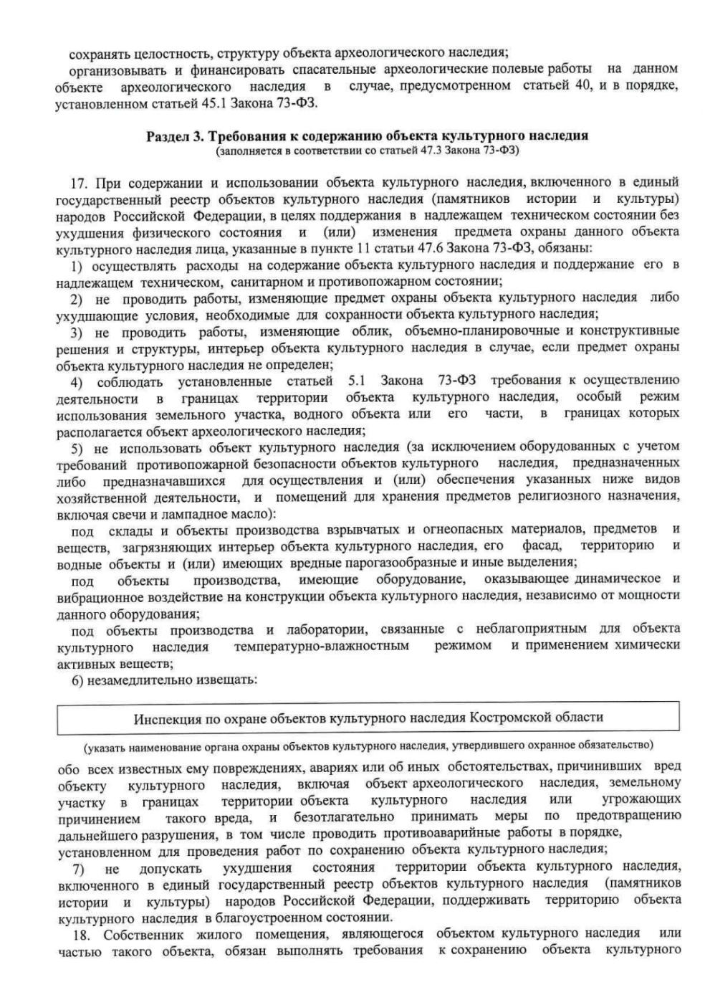 сохранять целостность, структуру объекта археологического наследия;
организовывать и финансировать спасательные археологические полевые работы на данном
объекте археологического наследия в случае, предусмотренном статьей 40, и в порядке,
установленном статьей 45.1 Закона 73-ФЗ.
Раздел 3. Требования к содержанию объекта культурного наследия
(заполняется в соответствии со статьей 47.3 Закона 73-ФЗ)
17. При содержании и использовании объекта культурного наследия, включенного в единый
государственный реестр объектов культурного наследия (памятников истории и культуры)
народов Российской Федерации, в целях поддержания в надлежащем техническом состоянии без
ухудшения физического состояния и (или) изменения предмета охраны данного объекта
культурного наследия лица, указанные в пункте 11 статьи 47.6 Закона 73-ФЗ, обязаны:
1) осуществлять расходы на содержание объекта культурного наследия и поддержание его в
надлежащем техническом, санитарном и противопожарном состоянии;
2) не проводить работы, изменяющие предмет охраны объекта культурного наследия либо
ухудшающие условия, необходимые для сохранности объекта культурного наследия;
3) не проводить работы, изменяющие облик, объемно-планировочные и конструктивные
решения и структуры, интерьер объекта культурного наследия в случае, если предмет охраны
объекта культурного наследия не определен;
4) соблюдать установленные статьей 5.1 Закона 73-ФЗ требования к осуществлению
деятельности в границах территории объекта культурного наследия, особый режим
использования земельного участка, водного объекта или его части, в границах которых
располагается объект археологического наследия;
5) не использовать объект культурного наследия (за исключением оборудованных с учетом
требований противопожарной безопасности объектов культурного наследия, предназначенных
либо предназначавшихся для осуществления и (или) обеспечения указанных ниже видов
хозяйственной деятельности, и помещений для хранения предметов религиозного назначения,
включая свечи и лампадное масло):
под склады и объекты производства взрывчатых и огнеопасных материалов, предметов и
веществ, загрязняющих интерьер объекта культурного наследия, его фасад, территорию и
водные объекты и (или) имеющих вредные парогазообразные и иные выделения;
под объекты производства, имеющие оборудование, оказывающее динамическое и
вибрационное воздействие на конструкции объекта культурного наследия, независимо от мощности
данного оборудования;
под объекты производства и лаборатории, связанные с неблагоприятным для объекта
культурного наследия температурно-влажностным режимом и применением химически
активных веществ;
6) незамедлительно извещать:
Инспекция по охране объектов культурного наследия Костромской области
(указать наименование органа охраны объектов культурного наследия, утвердившего охранное обязательство)
обо всех известных ему повреждениях, авариях или об иных обстоятельствах, причинивших вред
объекту культурного наследия, включая объект археологического наследия, земельному
участку в границах территории объекта культурного наследия или угрожающих
причинением такого вреда, и безотлагательно принимать меры по предотвращению
дальнейшего разрушения, в том числе проводить противоаварийные работы в порядке,
установленном для проведения работ по сохранению объекта культурного наследия;
7) не допускать ухудшения состояния территории объекта культурного наследия,
включенного в единый государственный реестр объектов культурного наследия (памятников
истории и культуры) народов Российской Федерации, поддерживать территорию объекта
культурного наследия в благоустроенном состоянии.
18. Собственник жилого помещения, являющегося объектом культурного наследия или
частью такого объекта, обязан выполнять требования к сохранению объекта культурного